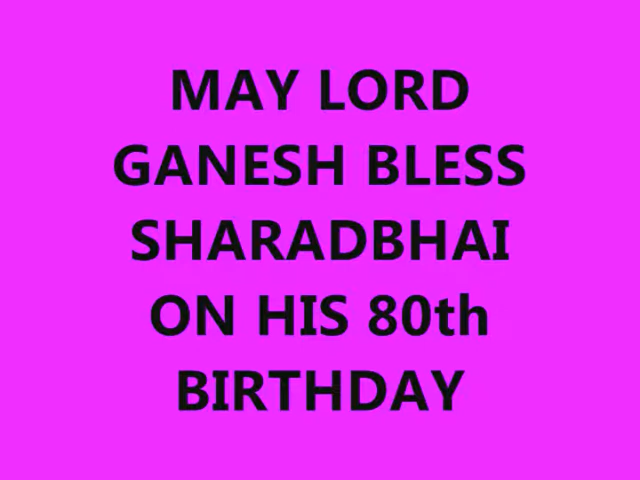 MAY LORD
GANESH BLESS
SHARADBHAI
ON HIS 80th
BIRTHDAY